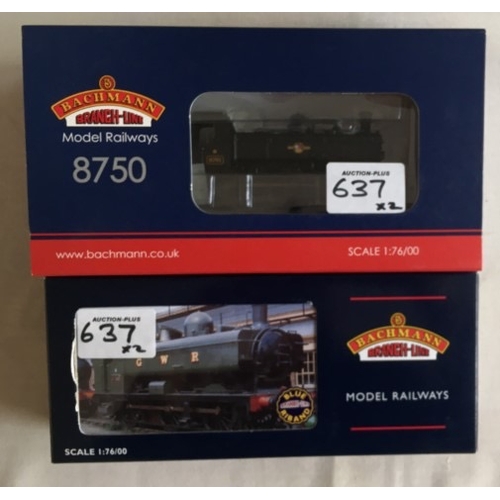 BACHMANN
BRANCH-LINE
Model Railways
8750
AUCTION-PLUS
637
x2
www.bachmann.co.uk
SCALE 1:76/00
AUCTION-PLUS
637
x2
G W R
BLUE
RIBAND
SCALE 1:76/00
BACHMANN
BRANCH-LINE
MODEL RAILWAYS